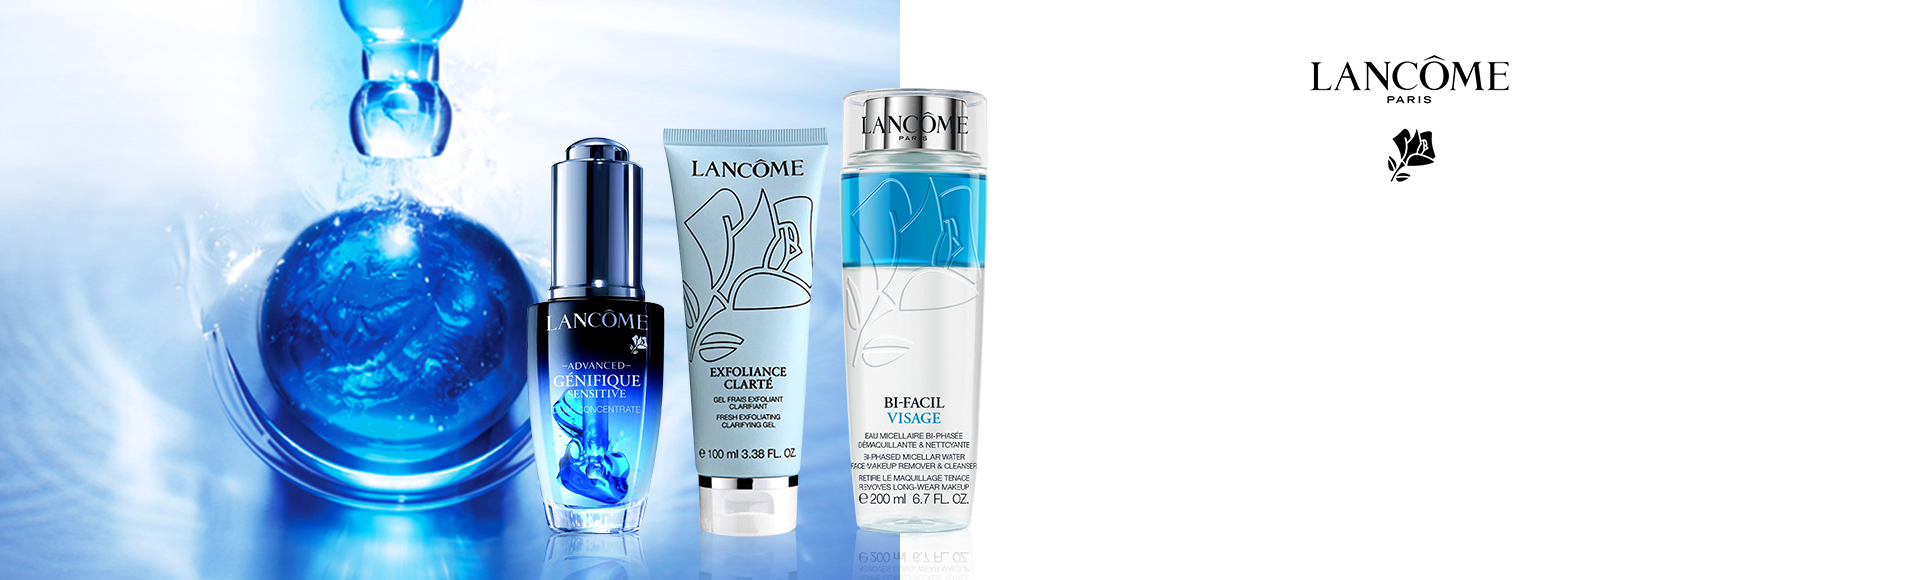 LANCÔME
-ADVANCED-
GÉNIFIQUE
SENSITIVE
DUAL CONCENTRATE
LANCÔME
EXFOLIANCE
CLARTÉ
GEL FRAIS EXFOLIANT
CLARIFIANT
FRESH EXFOLIATING
CLARIFYING GEL
e 100 ml 3.38 FL. OZ.
LANCÔME
PARIS
BI-FACIL
VISAGE
EAU MICELLAIRE BI-PHASÉE
DÉMAQUILLANTE & NETTOYANTE
BI-PHASED MICELLAR WATER
FACE MAKEUP REMOVER & CLEANSER
RETIRE LE MAQUILLAGE TENACE
REMOVES LONG-WEAR MAKEUP
e 200 ml 6.7 FL. OZ.
LANCÔME
PARIS